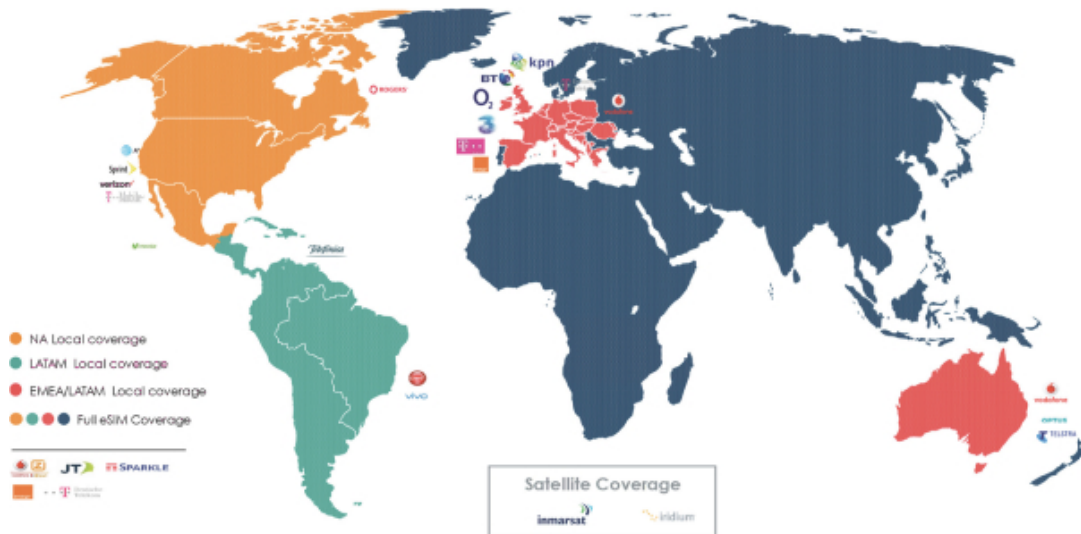 kpn
BT
ROGERS
O2
3
T
Sprint
verizon
T Mobile
Telefónica
NA Local coverage
LATAM Local coverage
EMEA/LATAM Local coverage
Full eSIM Coverage
vivo
vodafone
OPTUS
TELSTRA
JT
SPARKLE
T
Satellite Coverage
inmarsat
iridium